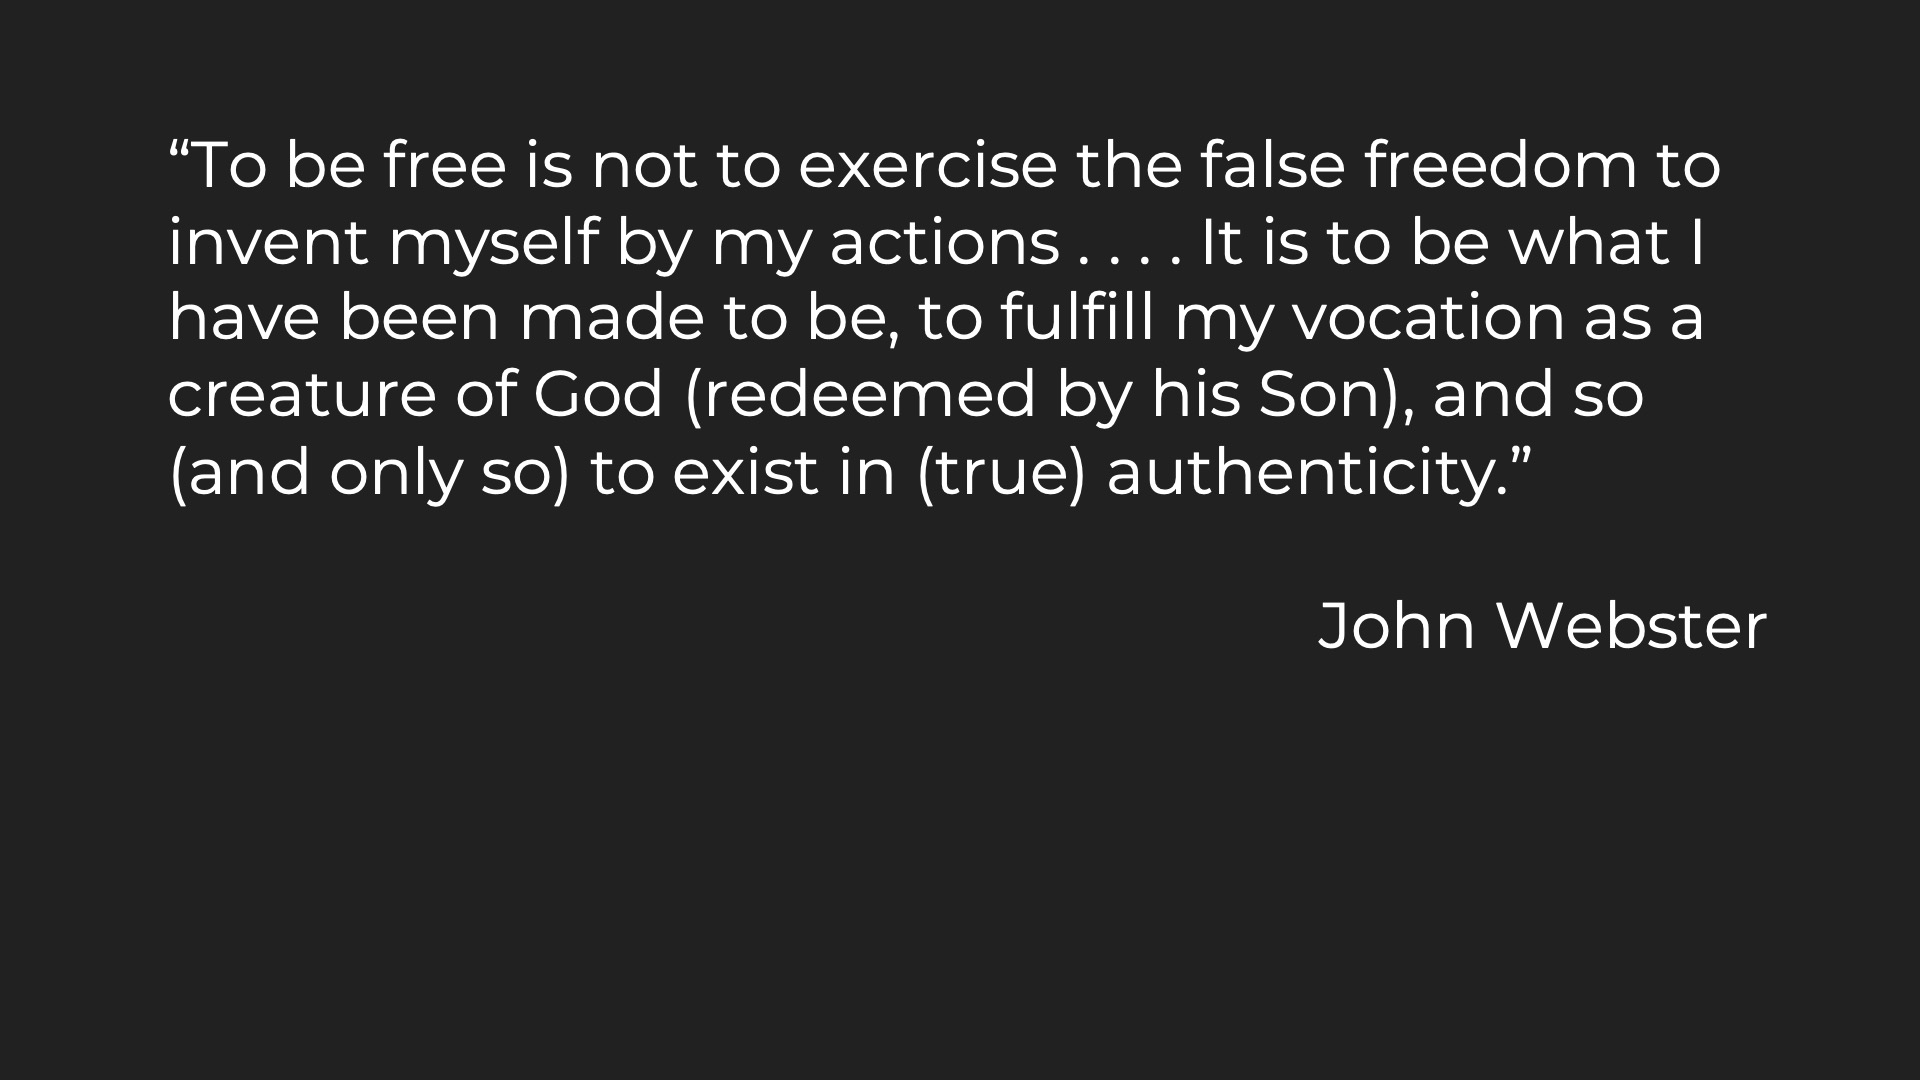 “To be free is not to exercise the false freedom to
invent myself by my actions . . . . It is to be what I
have been made to be, to fulfill my vocation as a
creature of God (redeemed by his Son), and so
(and only so) to exist in (true) authenticity.”
John Webster